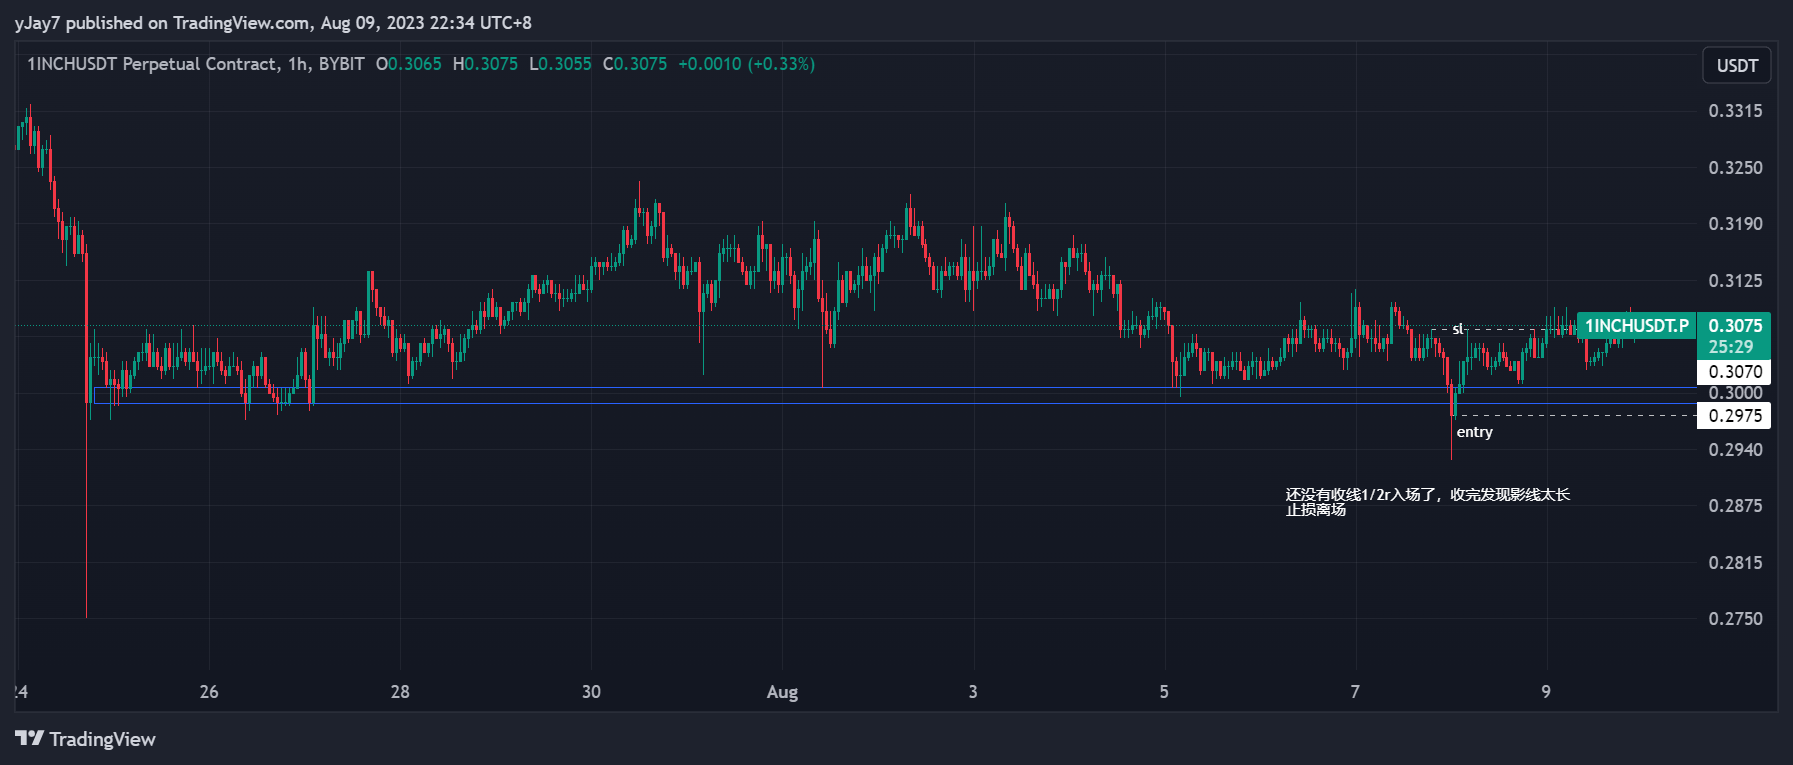 yJay7 published on TradingView.com, Aug 09, 2023 22:34 UTC+8
1INCHUSDT Perpetual Contract, 1h, BYBIT O0.3065 H0.3075 L0.3055 C0.3075 +0.0010 (+0.33%)
USDT
0.3315
0.3250
0.3190
0.3125
sl
1INCHUSDT.P 0.3075
25:29
0.3070
0.3000
0.2975
entry
0.2940
还没有收线1/2r入场了，收完发现影线太长
止损离场
0.2875
0.2815
0.2750
24 26 28 30 Aug 3 5 7 9
TradingView